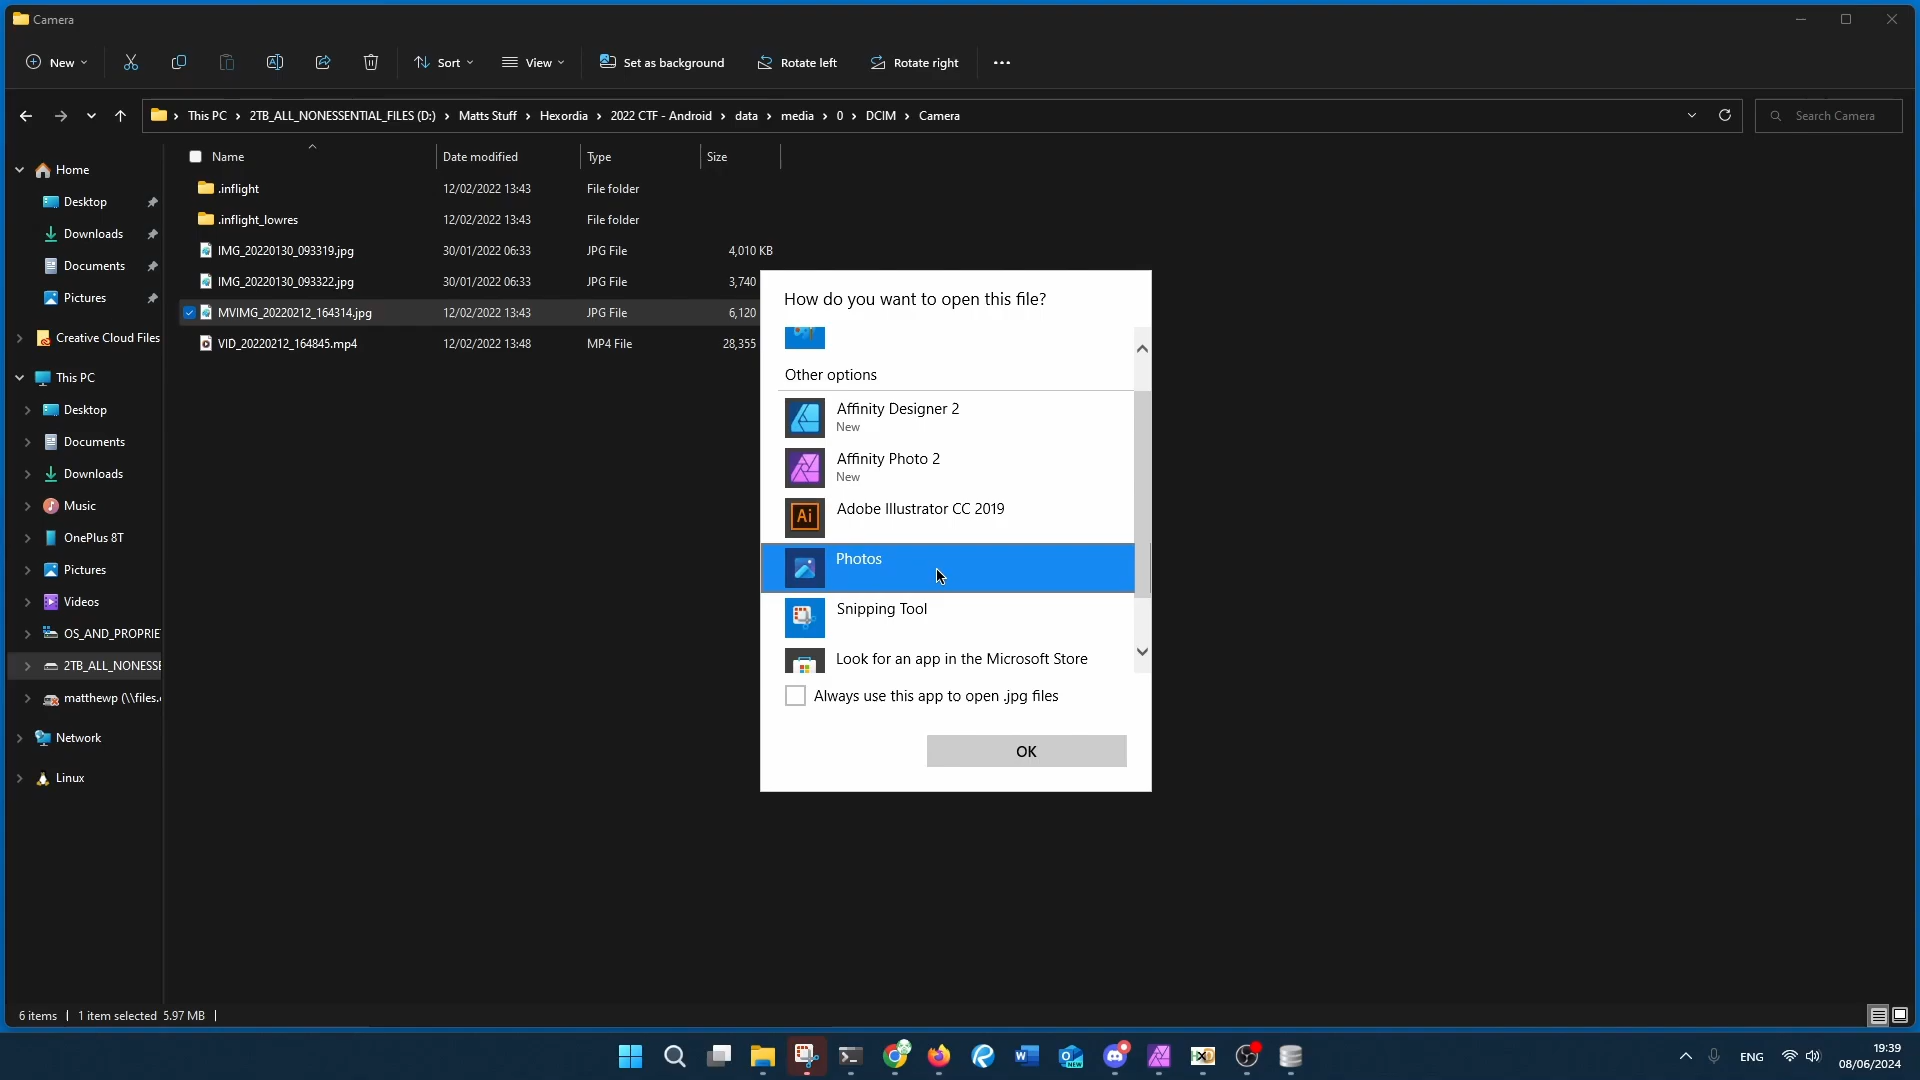 Camera
New
Sort
View
Set as background
Rotate left
Rotate right
This PC
2TB_ALL_NONESSENTIAL_FILES (D:)
Matts Stuff
Hexordia
2022 CTF - Android
data
media
0
DCIM
Camera
Search Camera
Home
Desktop
Downloads
Documents
Pictures
Creative Cloud Files
This PC
Desktop
Documents
Downloads
Music
OnePlus 8T
Pictures
Videos
OS_AND_PROPRIE
2TB_ALL_NONESSE
matthewp (\\files.
Network
Linux
Name Date modified Type Size
.inflight 12/02/2022 13:43 File folder
.inflight_lowres 12/02/2022 13:43 File folder
IMG_20220130_093319.jpg 30/01/2022 06:33 JPG File 4,010 KB
IMG_20220130_093322.jpg 30/01/2022 06:33 JPG File 3,740
MVIMG_20220212_164314.jpg 12/02/2022 13:43 JPG File 6,120
VID_20220212_164845.mp4 12/02/2022 13:48 MP4 File 28,355
How do you want to open this file?
Other options
Affinity Designer 2
New
Affinity Photo 2
New
Ai
Adobe Illustrator CC 2019
Photos
Snipping Tool
Look for an app in the Microsoft Store
Always use this app to open .jpg files
OK
6 items
1 item selected 5.97 MB
ENG
19:39
08/06/2024